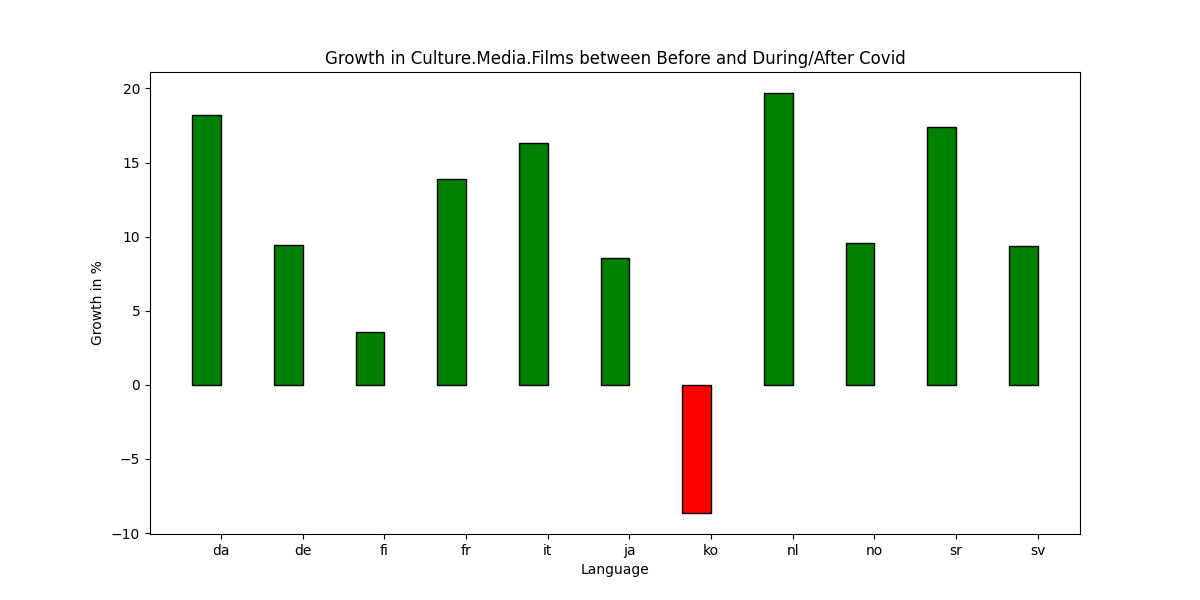 Growth in Culture.Media.Films between Before and During/After Covid
20
15
10
5
0
−5
−10
Growth in %
da de fi fr it ja ko nl no sr sv
Language